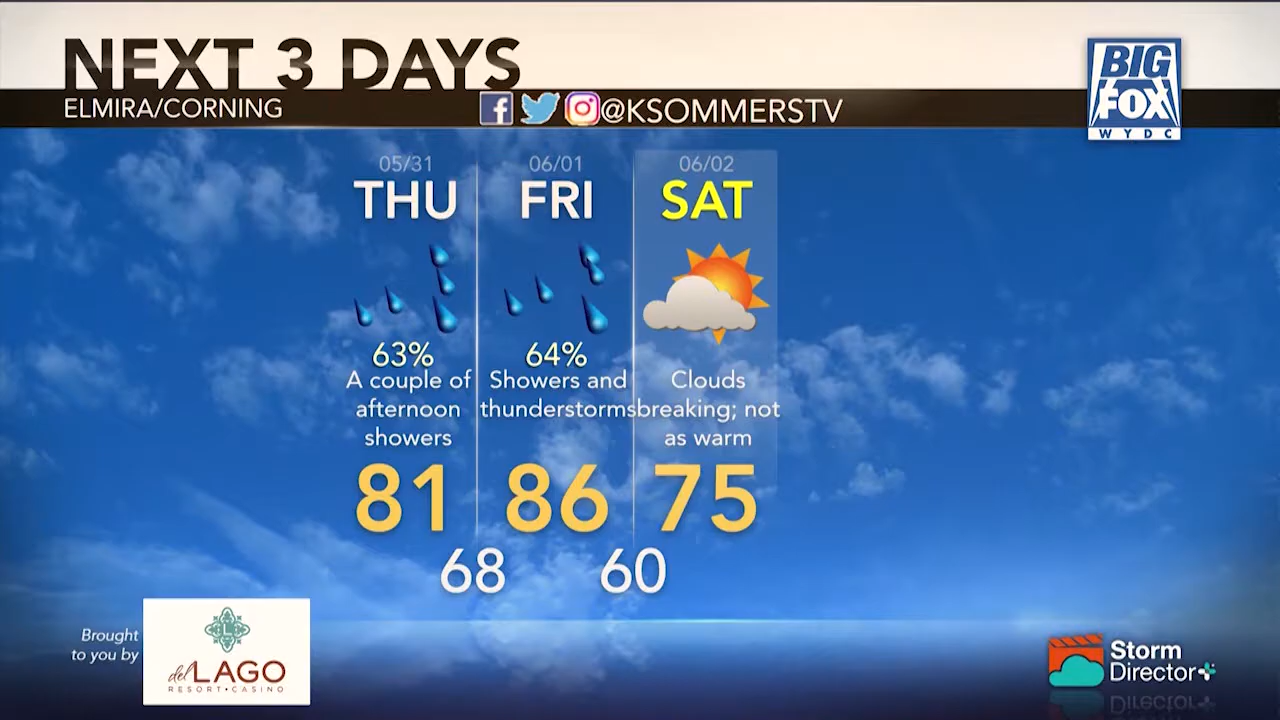 NEXT 3 DAYS
ELMIRA/CORNING
@KSOMMERSTV
BIG
FOX
WYDC
05/31
THU
63%
A couple of
afternoon
showers
81
06/01
FRI
64%
Showers and
thunderstorms
86
06/02
SAT
Clouds
breaking; not
as warm
75
68
60
Brought
to you by
L
del LAGO
RESORT•CASINO
Storm
Director+